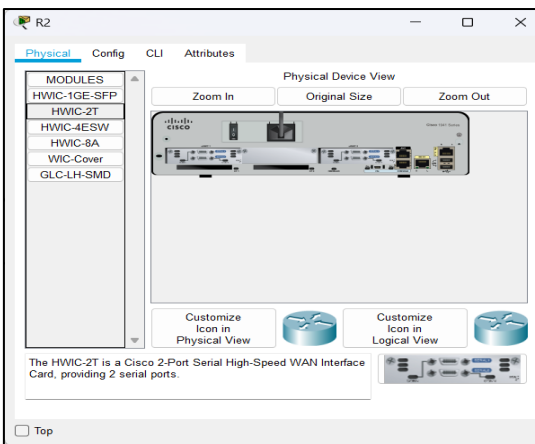 R2
Physical Config CLI Attributes
MODULES
HWIC-1GE-SFP
HWIC-2T
HWIC-4ESW
HWIC-8A
WIC-Cover
GLC-LH-SMD
Physical Device View
Zoom In Original Size Zoom Out
CISCO
Customize
Icon in
Physical View
Customize
Icon in
Logical View
The HWIC-2T is a Cisco 2-Port Serial High-Speed WAN Interface
Card, providing 2 serial ports.
Top